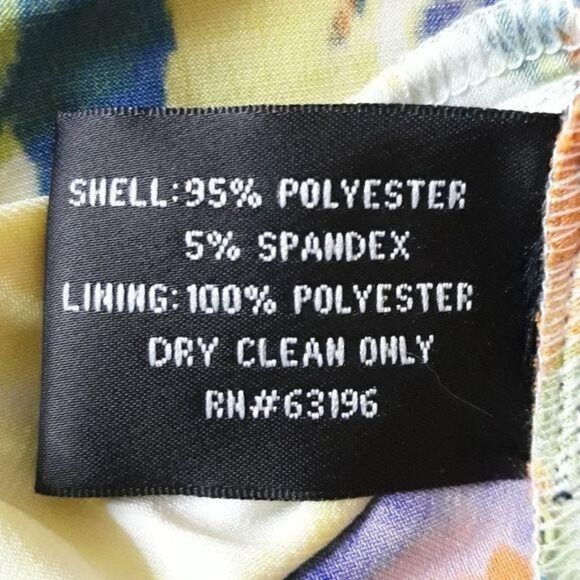 SHELL:95% POLYESTER
5% SPANDEX
LINING:100% POLYESTER
DRY CLEAN ONLY
RN#63196